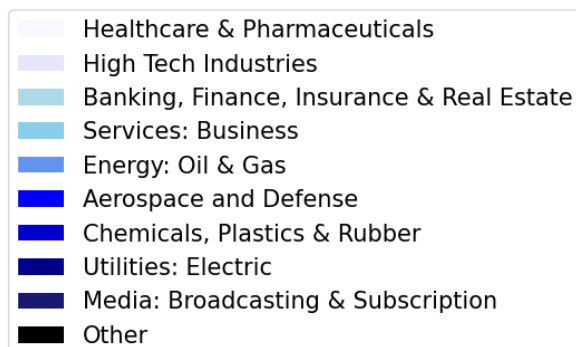 Healthcare & Pharmaceuticals
High Tech Industries
Banking, Finance, Insurance & Real Estate
Services: Business
Energy: Oil & Gas
Aerospace and Defense
Chemicals, Plastics & Rubber
Utilities: Electric
Media: Broadcasting & Subscription
Other